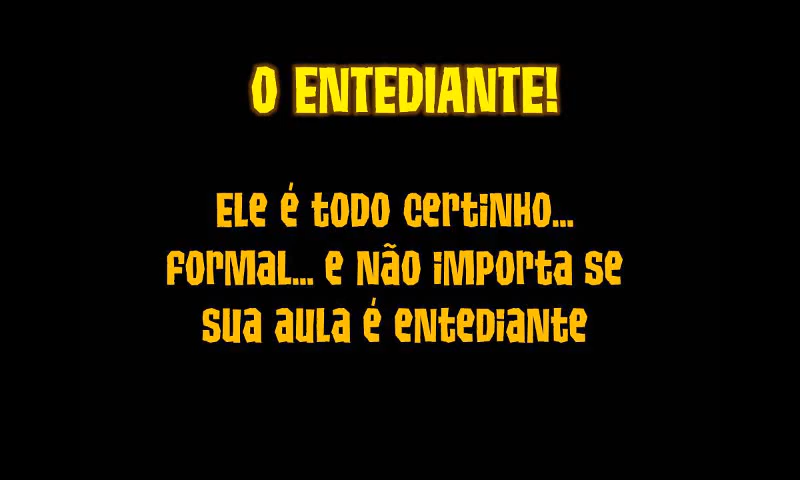 O ENTEDIANTE!
Ele é todo certinho...
formal... e não importa se
sua aula é entediante